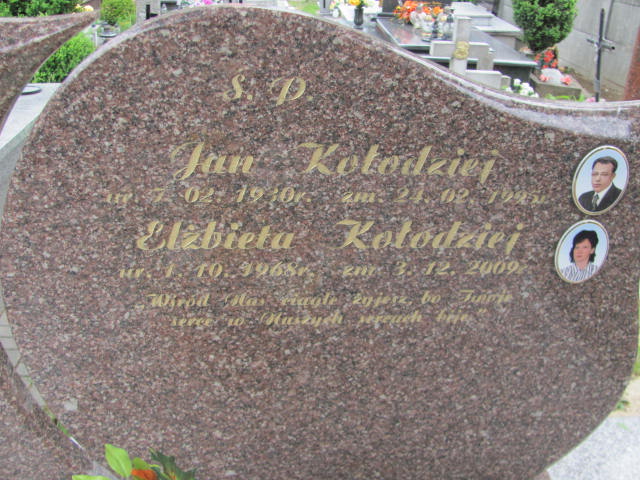 Ś. P.
Jan Kołodziej
ur. 7. 02. 1930r. zm. 24. 02. 1995r.
Elżbieta Kołodziej
ur. 1. 10. 1968r. zm. 3. 12. 2009r.
"Wśród Nas ciągle żyjesz, bo Twoje
serce w Naszych sercach bije."